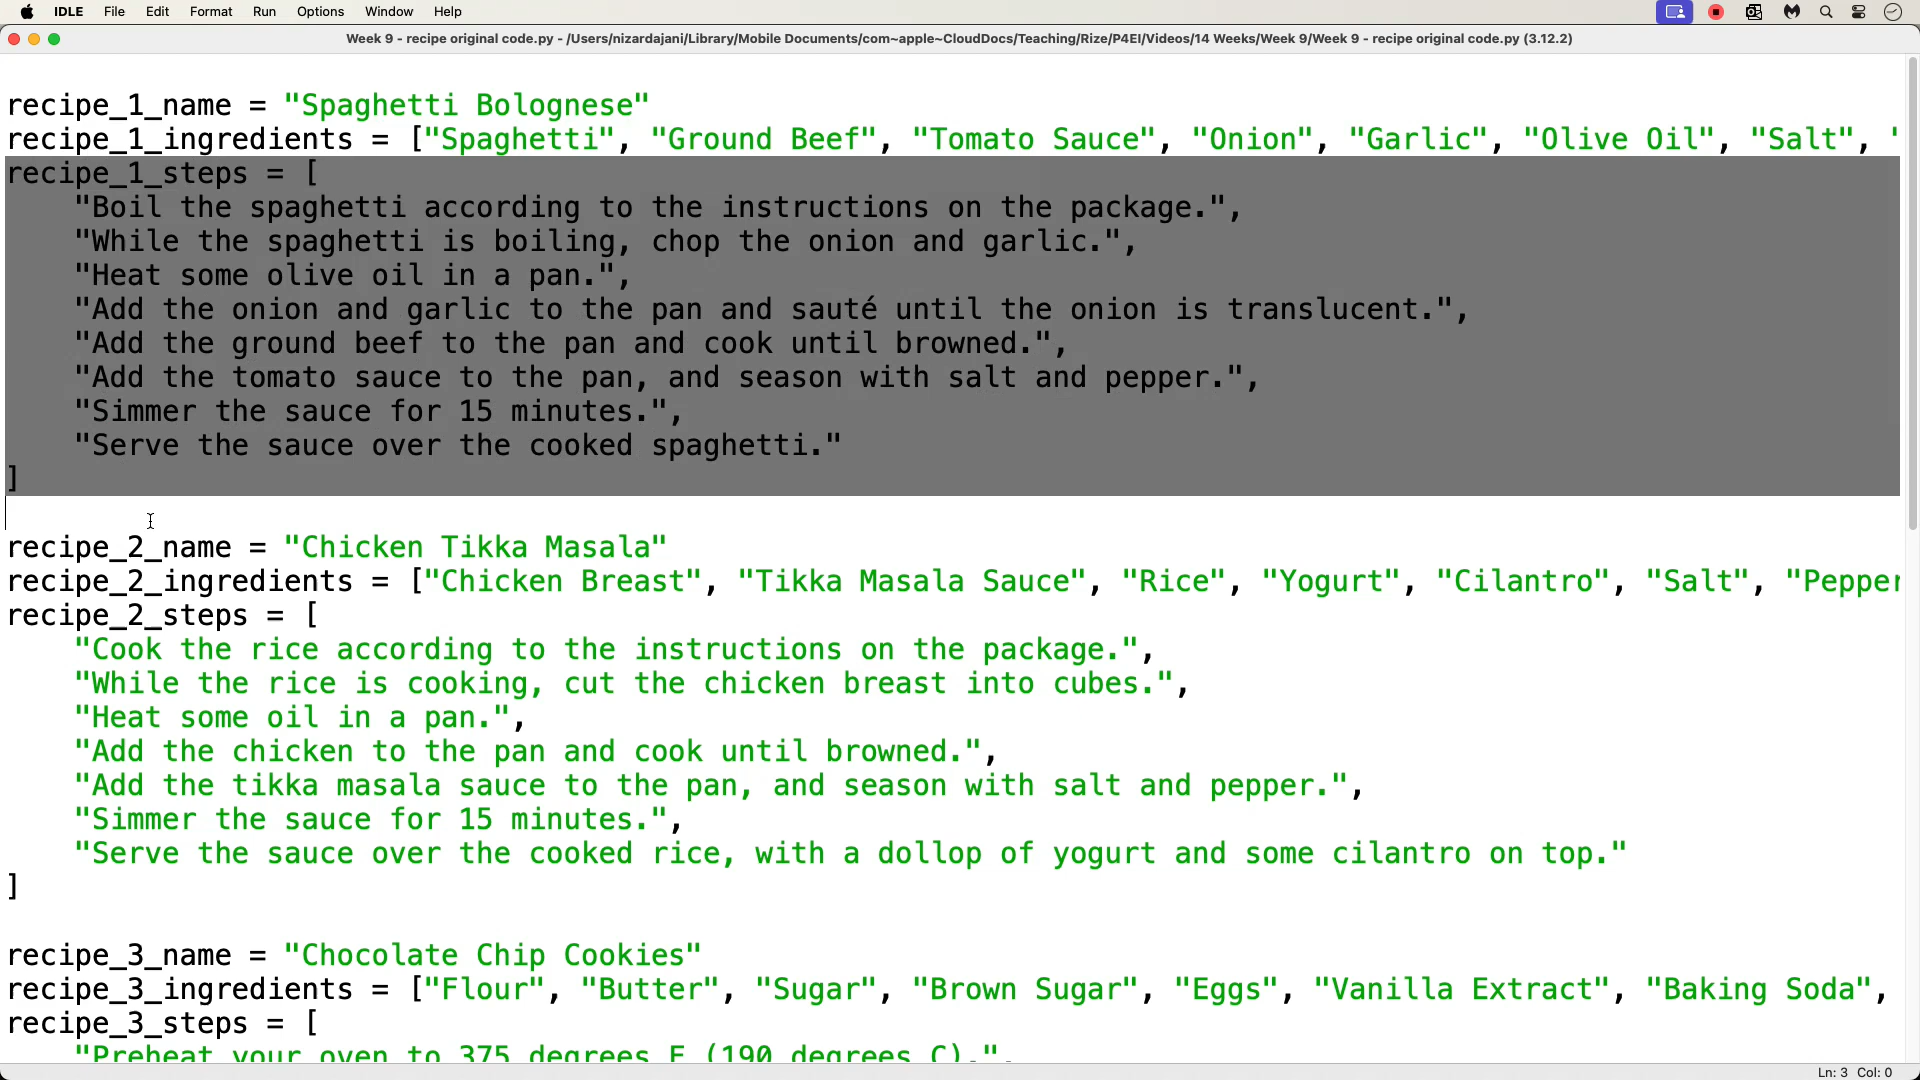 IDLE File Edit Format Run Options Window Help
Week 9 - recipe original code.py - /Users/nizardajani/Library/Mobile Documents/com~apple~CloudDocs/Teaching/Rize/P4EI/Videos/14 Weeks/Week 9/Week 9 - recipe original code.py (3.12.2)
recipe_1_name = "Spaghetti Bolognese"
recipe_1_ingredients = ["Spaghetti", "Ground Beef", "Tomato Sauce", "Onion", "Garlic", "Olive Oil", "Salt", "
recipe_1_steps = [
"Boil the spaghetti according to the instructions on the package.",
"While the spaghetti is boiling, chop the onion and garlic.",
"Heat some olive oil in a pan.",
"Add the onion and garlic to the pan and sauté until the onion is translucent.",
"Add the ground beef to the pan and cook until browned.",
"Add the tomato sauce to the pan, and season with salt and pepper.",
"Simmer the sauce for 15 minutes.",
"Serve the sauce over the cooked spaghetti."
]
recipe_2_name = "Chicken Tikka Masala"
recipe_2_ingredients = ["Chicken Breast", "Tikka Masala Sauce", "Rice", "Yogurt", "Cilantro", "Salt", "Pepper
recipe_2_steps = [
"Cook the rice according to the instructions on the package.",
"While the rice is cooking, cut the chicken breast into cubes.",
"Heat some oil in a pan.",
"Add the chicken to the pan and cook until browned.",
"Add the tikka masala sauce to the pan, and season with salt and pepper.",
"Simmer the sauce for 15 minutes.",
"Serve the sauce over the cooked rice, with a dollop of yogurt and some cilantro on top."
]
recipe_3_name = "Chocolate Chip Cookies"
recipe_3_ingredients = ["Flour", "Butter", "Sugar", "Brown Sugar", "Eggs", "Vanilla Extract", "Baking Soda",
recipe_3_steps = [
"Preheat your oven to 375 degrees F (190 degrees C).",
Ln: 3 Col: 0